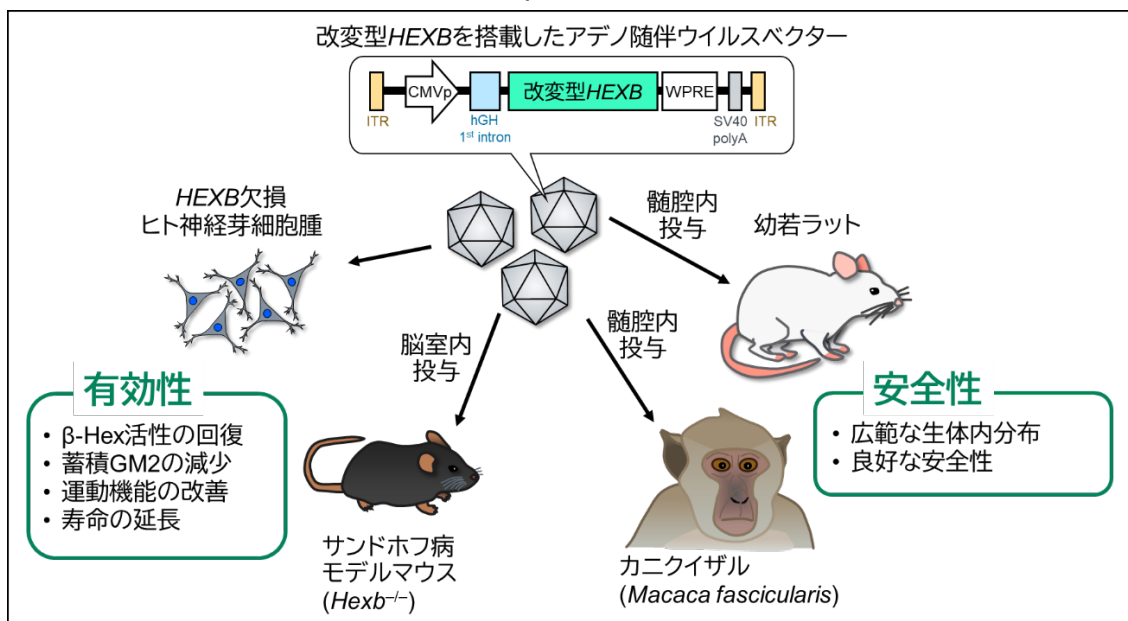 改変型HEXBを搭載したアデノ随伴ウイルスベクター
ITR
CMVp
hGH
1st intron
改変型HEXB
WPRE
SV40
polyA
ITR
HEXB欠損
ヒト神経芽細胞腫
髄腔内
投与
幼若ラット
脳室内
投与
髄腔内
投与
有効性
• β-Hex活性の回復
• 蓄積GM2の減少
• 運動機能の改善
• 寿命の延長
安全性
• 広範な生体内分布
• 良好な安全性
サンドホフ病
モデルマウス
(Hexb–/–)
カニクイザル
(Macaca fascicularis)